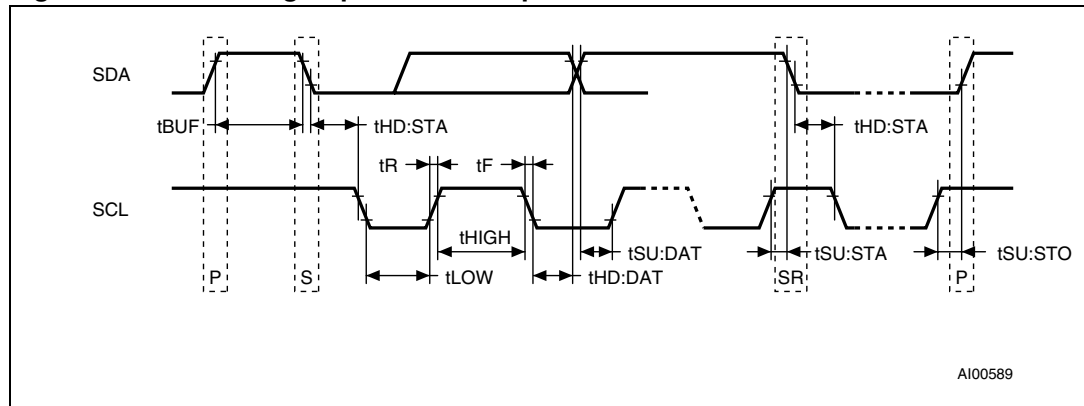 SDA
tBUF
tHD:STA
tHD:STA
tR
tF
SCL
tHIGH
tSU:DAT
tSU:STA
tSU:STO
P
S
tLOW
tHD:DAT
SR
P
AI00589